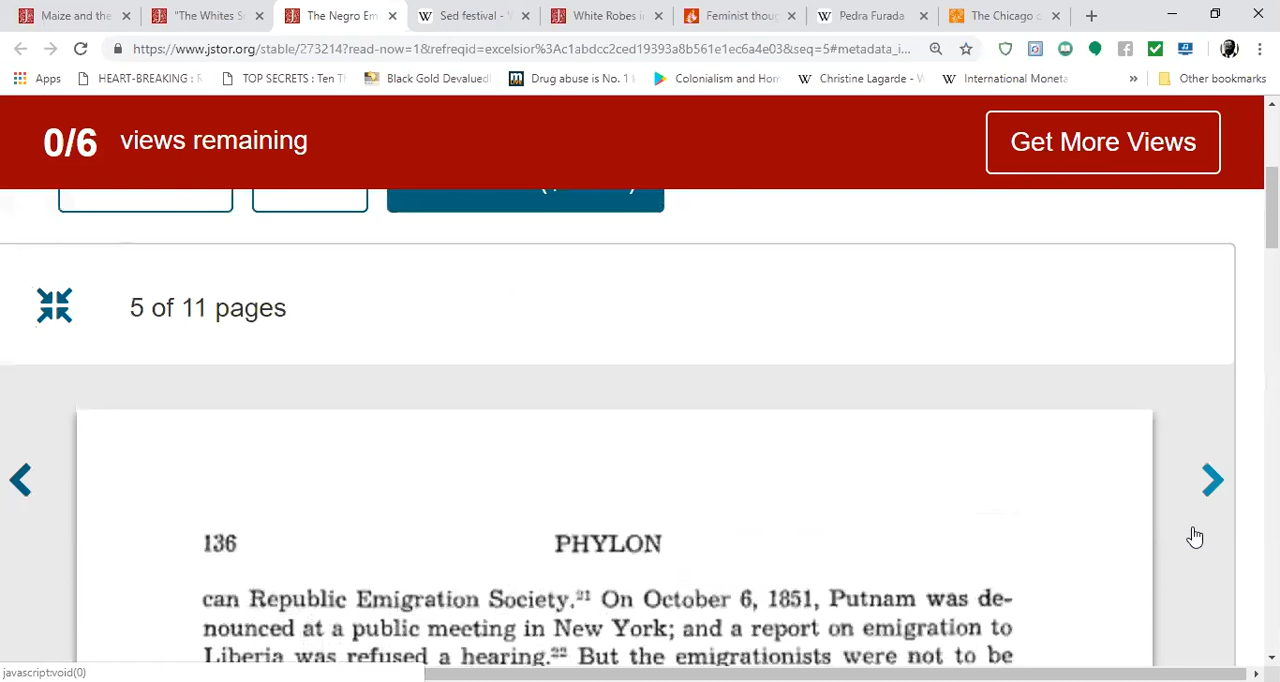 Maize and the
"The Whites S
The Negro Em
Sed festival -
White Robes i
Feminist thou
Pedra Furada
The Chicago
https://www.jstor.org/stable/273214?read-now=1&refreqid=excelsior%3Ac1abdcc2ced19393a8b561e1ec6a4e03&seq=5#metadata_i...
Apps
HEART-BREAKING :
TOP SECRETS : Ten Th
Black Gold Devalued
Drug abuse is No. 1
Colonialism and Hom
Christine Lagarde - W
International Moneta
»
Other bookmarks
0/6 views remaining
Get More Views
5 of 11 pages
136 PHYLON
can Republic Emigration Society.²¹ On October 6, 1851, Putnam was de-
nounced at a public meeting in New York; and a report on emigration to
Liberia was refused a hearing.²² But the emigrationists were not to be
javascript:void(0)